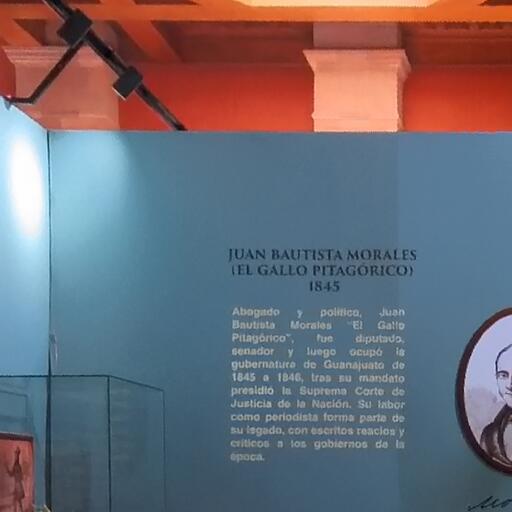 JUAN BAUTISTA MORALES
(EL GALLO PITAGÓRICO)
1845
Abogado y político, Juan
Bautista Morales "El Gallo
Pitagórico", fue diputado,
senador y luego ocupó la
gubernatura de Guanajuato de
1845 a 1846, tras su mandato
presidió la Suprema Corte de
Justicia de la Nación. Su labor
como periodista forma parte de
su legado, con escritos reacios y
críticos a los gobiernos de la
época.